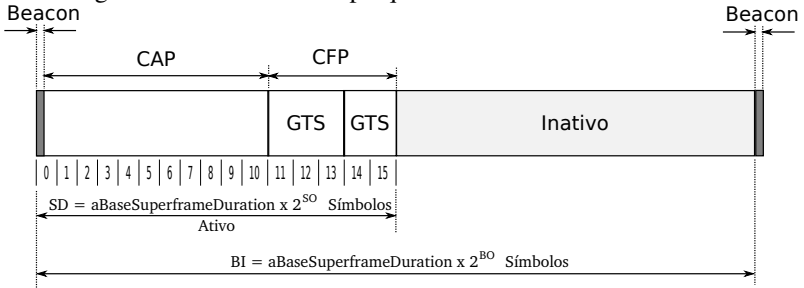 Beacon
Beacon
CAP
CFP
GTS
GTS
Inativo
0 1 2 3 4 5 6 7 8 9 10 11 12 13 14 15
SD = aBaseSuperframeDuration x 2^SO Símbolos
Ativo
BI = aBaseSuperframeDuration x 2^BO Símbolos